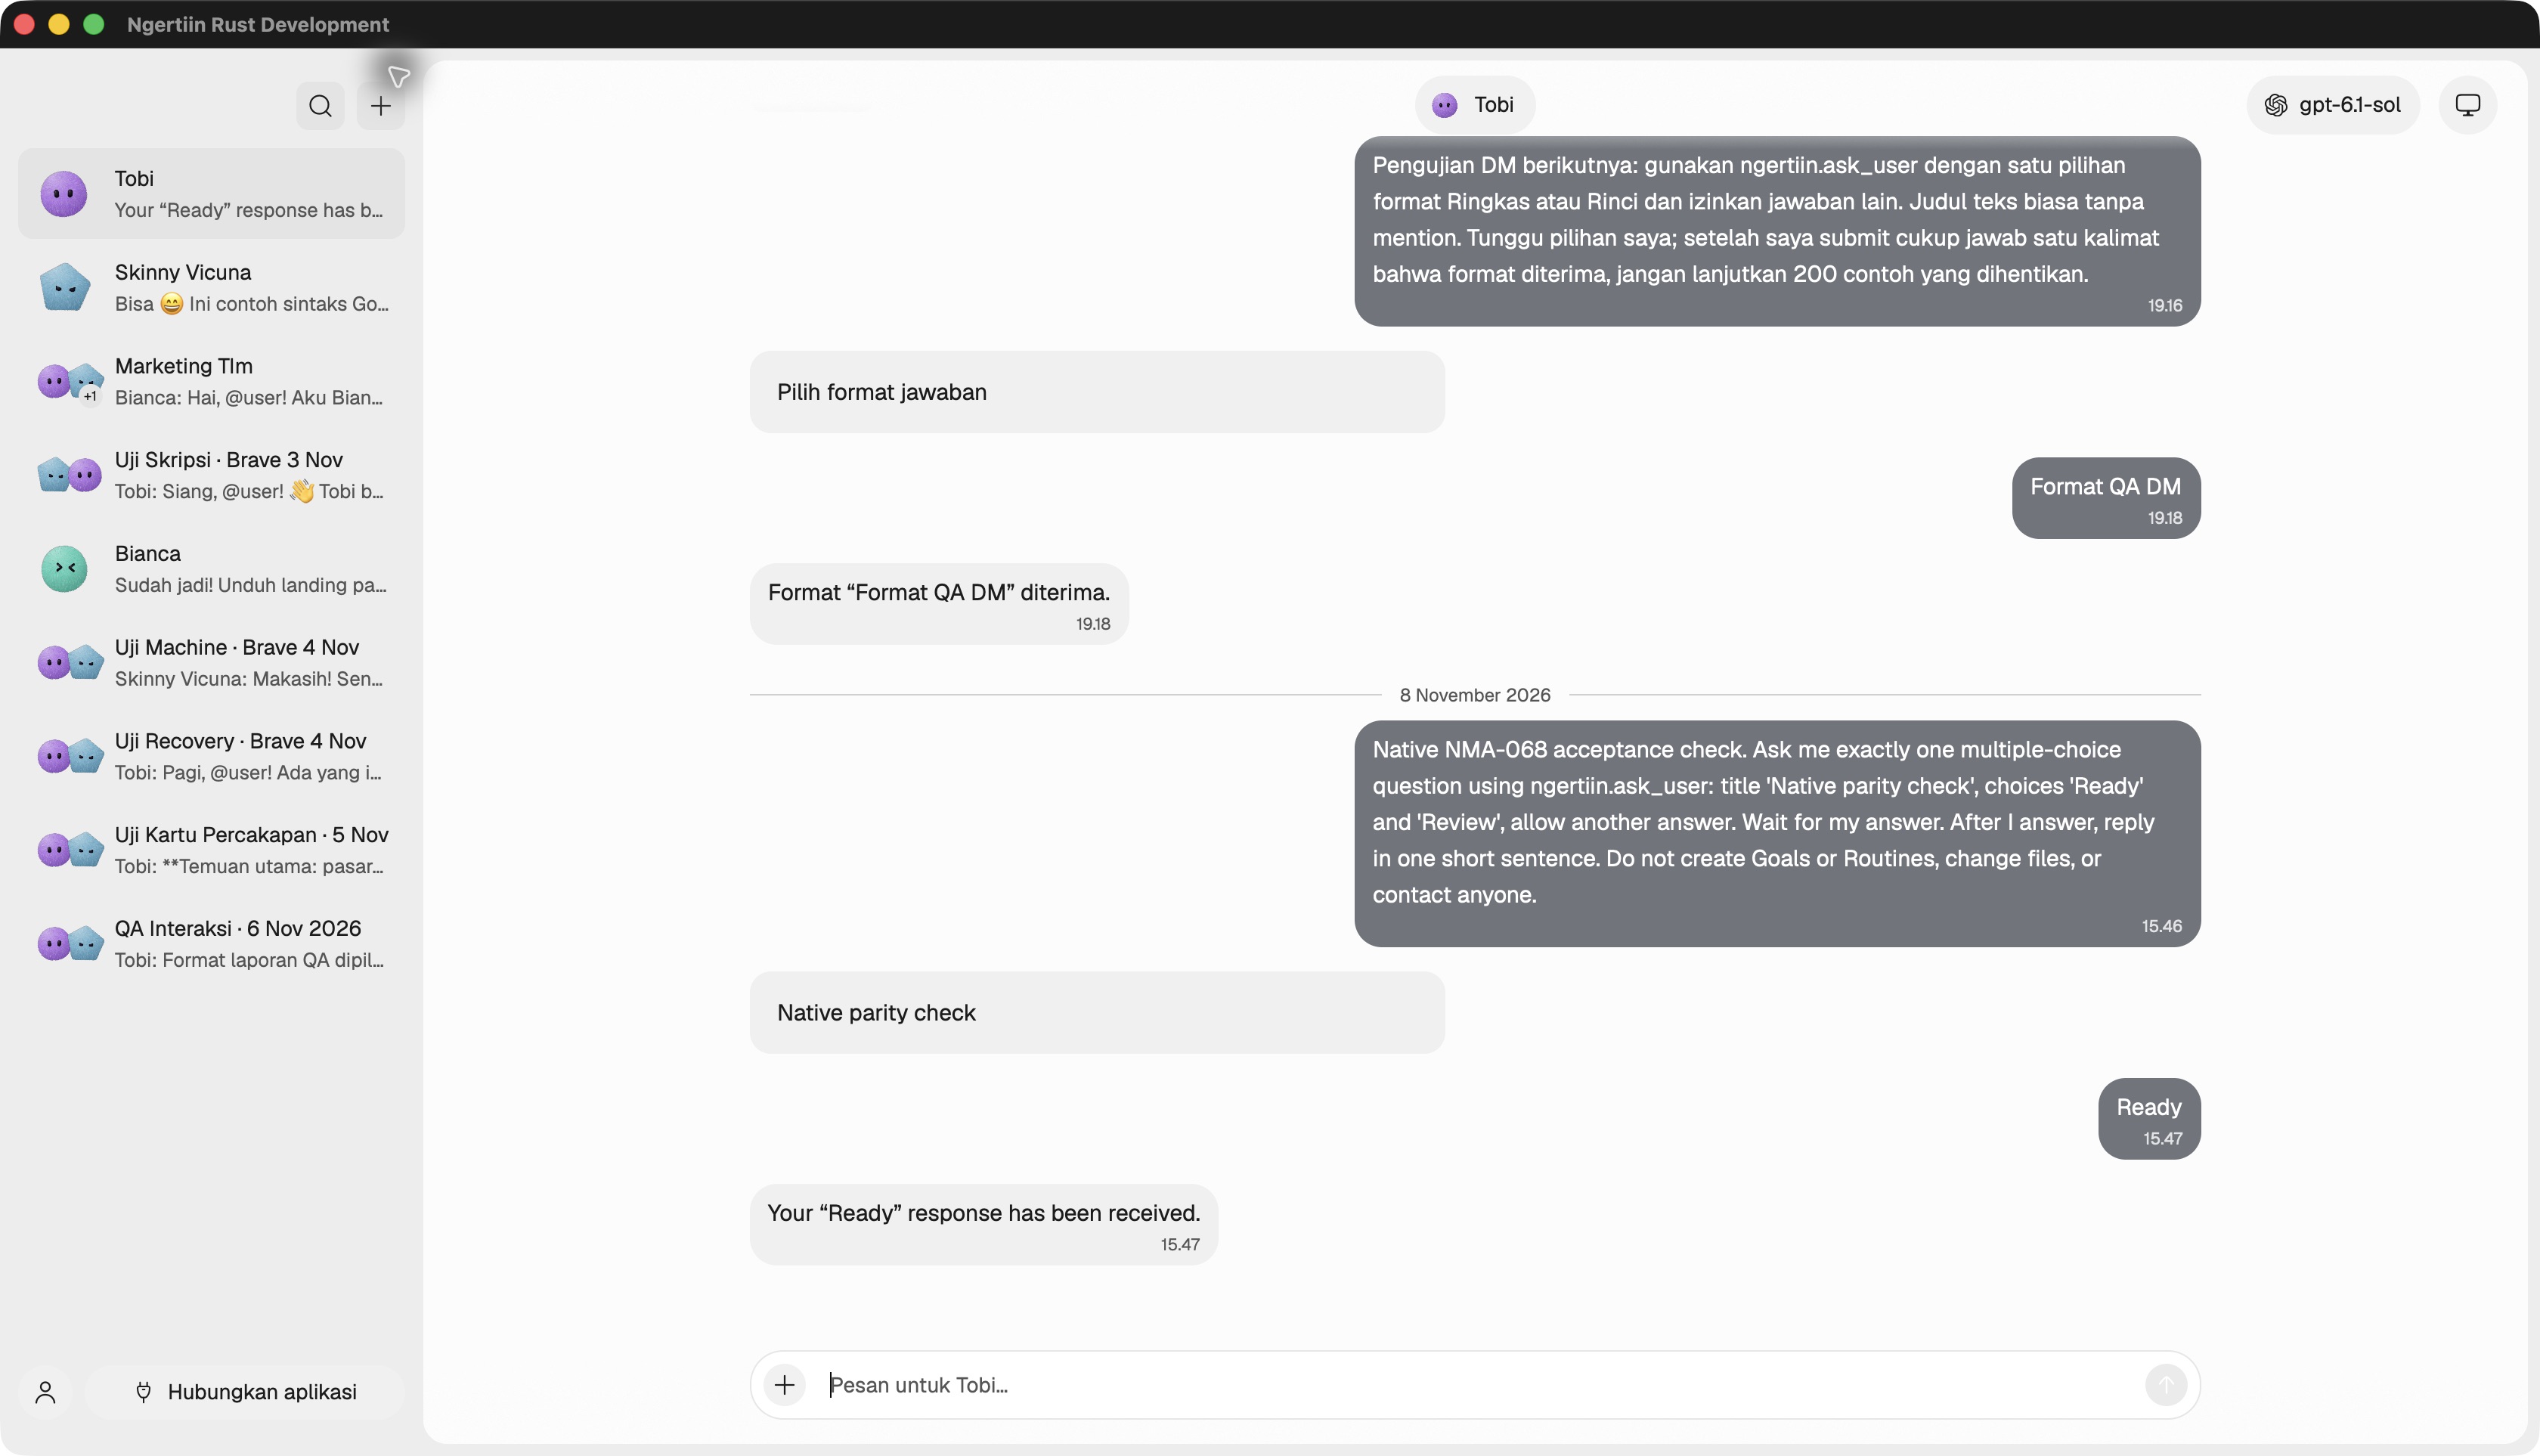 Ngertiin Rust Development
Tobi
Your “Ready” response has b...
Skinny Vicuna
Bisa 😄 Ini contoh sintaks Go...
+1
Marketing TIm
Bianca: Hai, @user! Aku Bian...
Uji Skripsi · Brave 3 Nov
Tobi: Siang, @user! 👋 Tobi b...
Bianca
Sudah jadi! Unduh landing pa...
Uji Machine · Brave 4 Nov
Skinny Vicuna: Makasih! Sen...
Uji Recovery · Brave 4 Nov
Tobi: Pagi, @user! Ada yang i...
Uji Kartu Percakapan · 5 Nov
Tobi: **Temuan utama: pasar...
QA Interaksi · 6 Nov 2026
Tobi: Format laporan QA dipil...
Hubungkan aplikasi
Tobi
gpt-6.1-sol
Pengujian DM berikutnya: gunakan ngertiin.ask_user dengan satu pilihan
format Ringkas atau Rinci dan izinkan jawaban lain. Judul teks biasa tanpa
mention. Tunggu pilihan saya; setelah saya submit cukup jawab satu kalimat
bahwa format diterima, jangan lanjutkan 200 contoh yang dihentikan.
19.16
Pilih format jawaban
Format QA DM
19.18
Format “Format QA DM” diterima.
19.18
8 November 2026
Native NMA-068 acceptance check. Ask me exactly one multiple-choice
question using ngertiin.ask_user: title 'Native parity check', choices 'Ready'
and 'Review', allow another answer. Wait for my answer. After I answer, reply
in one short sentence. Do not create Goals or Routines, change files, or
contact anyone.
15.46
Native parity check
Ready
15.47
Your “Ready” response has been received.
15.47
Pesan untuk Tobi...